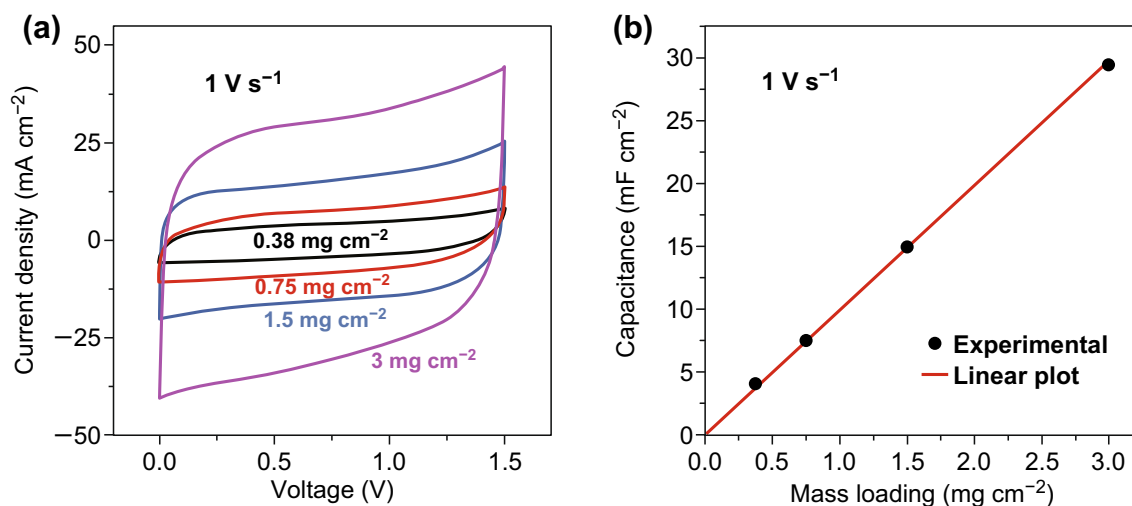 (a)
1 V s⁻¹
Current density (mA cm⁻²)
50
25
0
−25
−50
0.38 mg cm⁻²
0.75 mg cm⁻²
1.5 mg cm⁻²
3 mg cm⁻²
0.0 0.5 1.0 1.5
Voltage (V)
(b)
1 V s⁻¹
Capacitance (mF cm⁻²)
30
25
20
15
10
5
0
Experimental
Linear plot
0.0 0.5 1.0 1.5 2.0 2.5 3.0
Mass loading (mg cm⁻²)